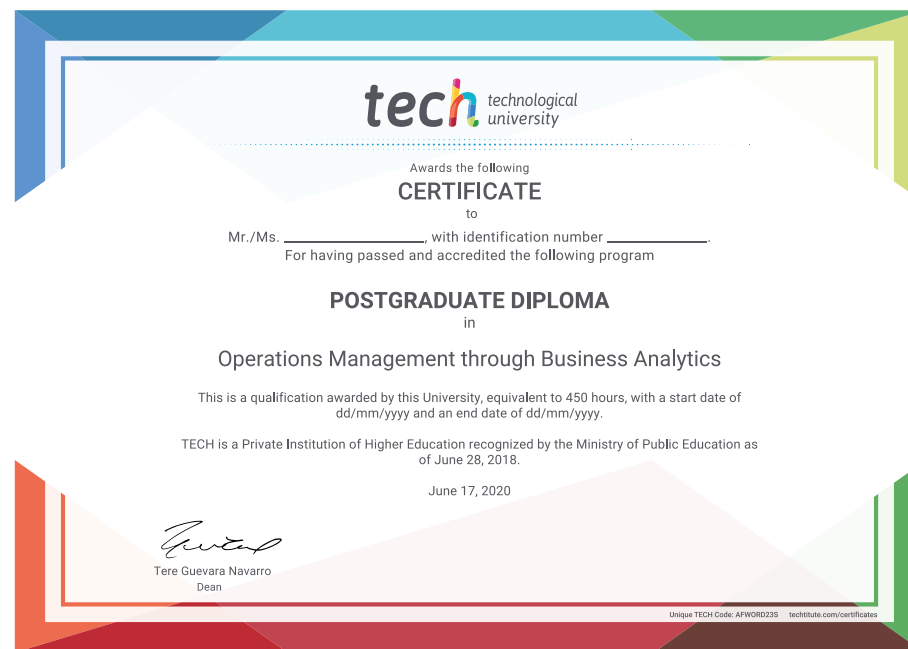 tech technological
university
Awards the following
CERTIFICATE
to
Mr./Ms. ____________________, with identification number ______________.
For having passed and accredited the following program
POSTGRADUATE DIPLOMA
in
Operations Management through Business Analytics
This is a qualification awarded by this University, equivalent to 450 hours, with a start date of
dd/mm/yyyy and an end date of dd/mm/yyyy.
TECH is a Private Institution of Higher Education recognized by the Ministry of Public Education as
of June 28, 2018.
June 17, 2020
Tere Guevara Navarro
Dean
Unique TECH Code: AFWORD23S techtitute.com/certificates